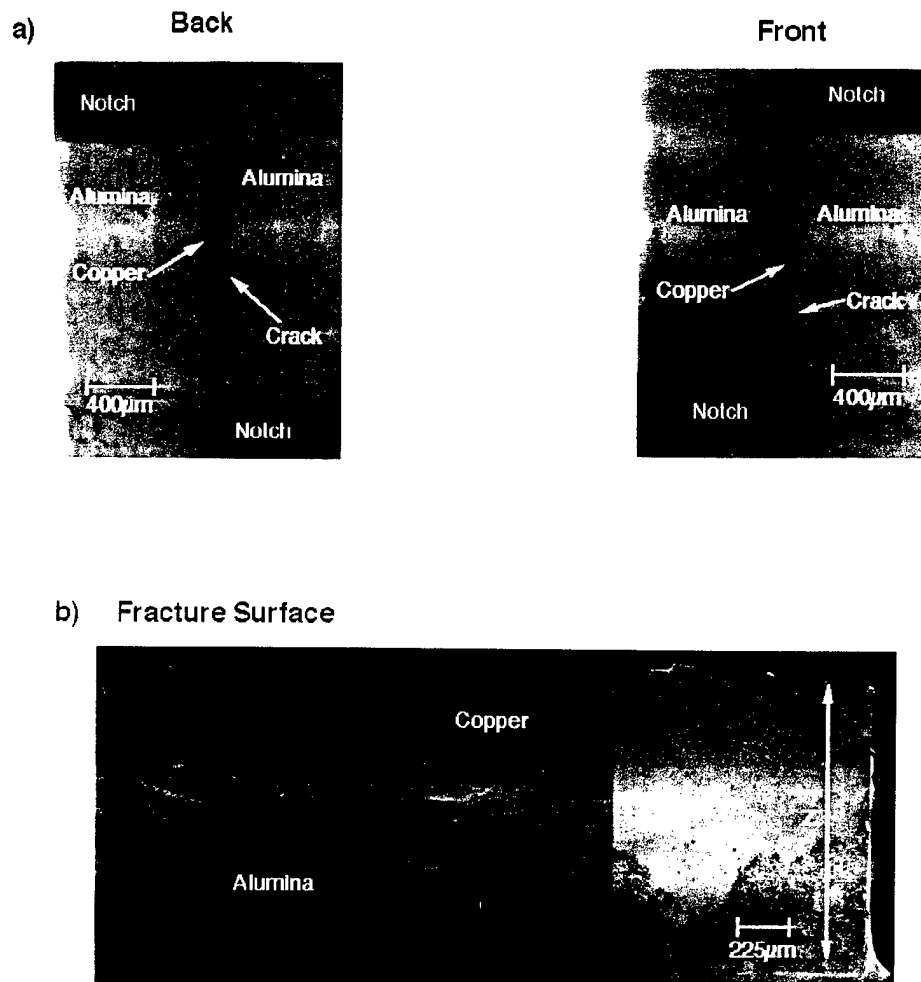 a)
Back
Front
Notch
Alumina
Alumina
Copper
Crack
400µm
Notch
Notch
Alumina
Alumina
Copper
Crack
400µm
Notch
b) Fracture Surface
Copper
Alumina
225µm